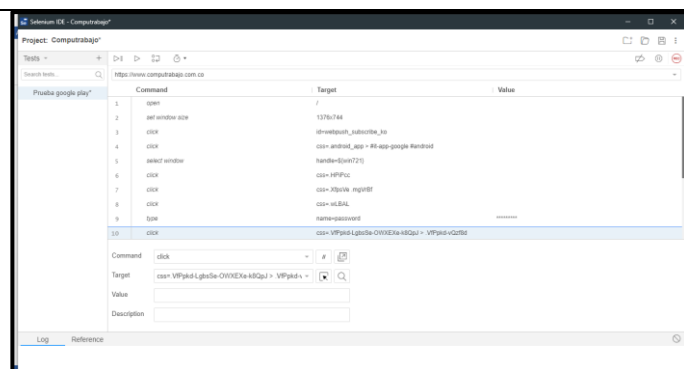 Selenium IDE - Computrabajo*
Project: Computrabajo*
Tests
Search tests...
https://www.computrabajo.com.co
Prueba google play*
Command Target Value
1 open /
2 set window size 1376x744
3 click id=webpush_subscribe_ko
4 click css=.android_app > #it-app-google #android
5 select window handle=${win721}
6 click css=.HPiPcc
7 click css=.XfpsVe .mgVrBf
8 click css=.wLBAL
9 type name=password *********
10 click css=.VfPpkd-LgbsSe-OWXEXe-k8QpJ > .VfPpkd-vQzf8d
Command click //
Target css=.VfPpkd-LgbsSe-OWXEXe-k8QpJ > .VfPpkd-v
Value
Description
Log Reference